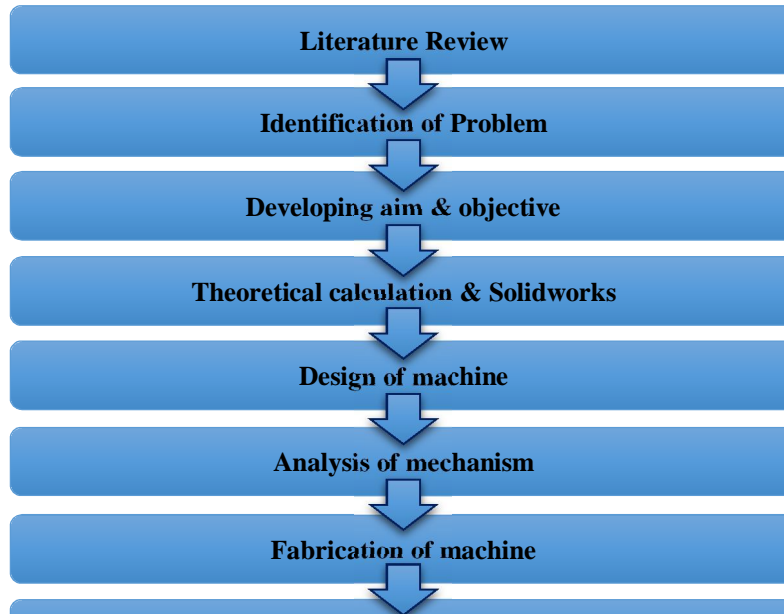 Literature Review
Identification of Problem
Developing aim & objective
Theoretical calculation & Solidworks
Design of machine
Analysis of mechanism
Fabrication of machine